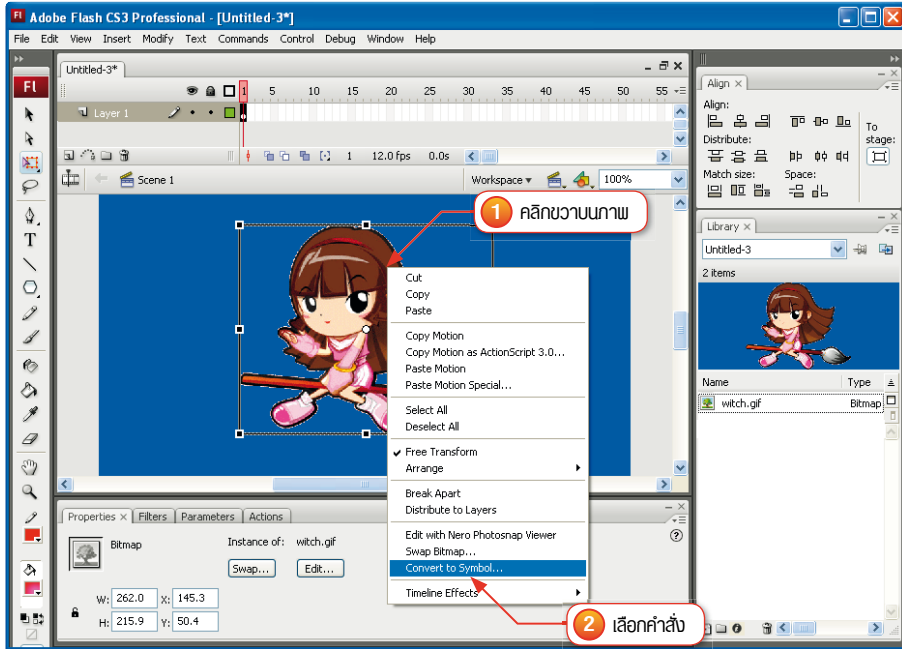 Adobe Flash CS3 Professional - [Untitled-3*]
File Edit View Insert Modify Text Commands Control Debug Window Help
Untitled-3*
Fl
1 5 10 15 20 25 30 35 40 45 50 55
Layer 1
1 12.0 fps 0.0s
Scene 1
Workspace
100%
1 คลิกขวาบนภาพ
Cut
Copy
Paste
Copy Motion
Copy Motion as ActionScript 3.0...
Paste Motion
Paste Motion Special...
Select All
Deselect All
Free Transform
Arrange
Break Apart
Distribute to Layers
Edit with Nero Photosnap Viewer
Swap Bitmap...
Convert to Symbol...
Timeline Effects
2 เลือกคำสั่ง
Properties Filters Parameters Actions
Bitmap
Instance of: witch.gif
Swap... Edit...
W: 262.0 X: 145.3
H: 215.9 Y: 50.4
Align
Align:
To stage:
Distribute:
Match size: Space:
Library
Untitled-3
2 items
Name Type
witch.gif Bitmap